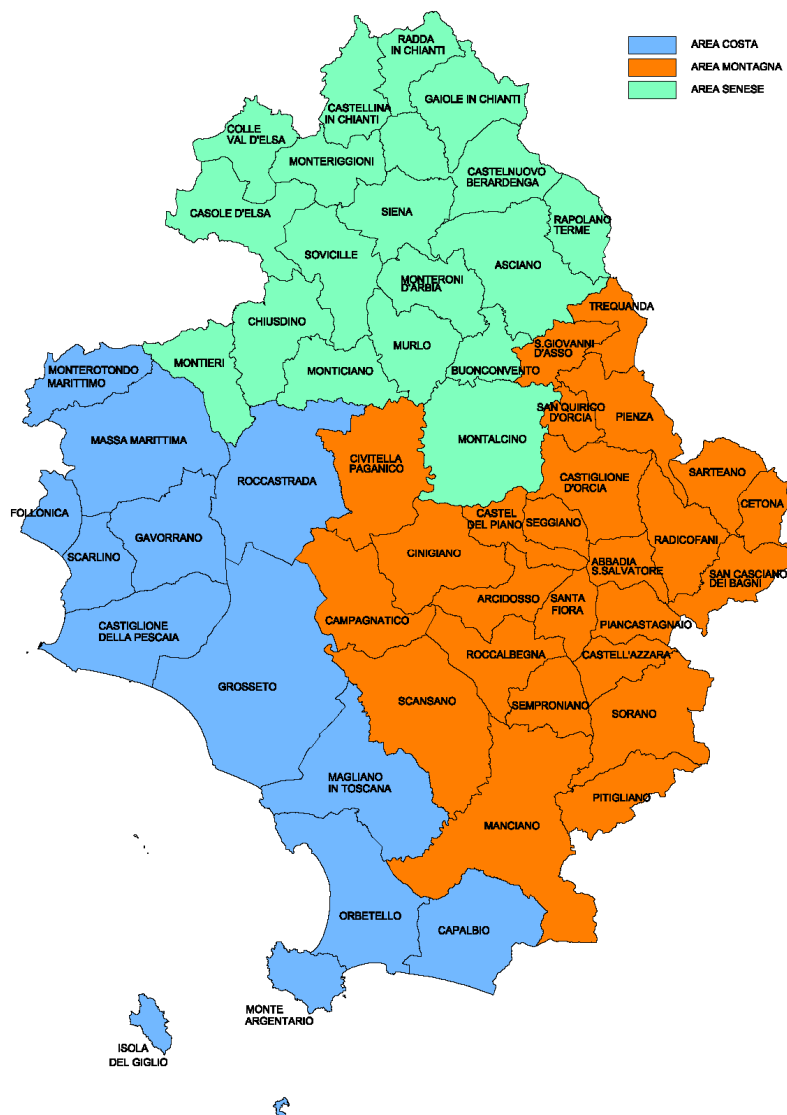 AREA COSTA
AREA MONTAGNA
AREA SENESE
RADDA
IN CHIANTI
GAIOLE IN CHIANTI
CASTELLINA
IN CHIANTI
COLLE
VAL D'ELSA
MONTERIGGIONI
CASTELNUOVO
BERARDENGA
CASOLE D'ELSA
SIENA
RAPOLANO
TERME
SOVICILLE
ASCIANO
MONTERONI
D'ARBIA
TREQUANDA
CHIUSDINO
S.GIOVANNI
D'ASSO
MURLO
MONTIERI
MONTEROTONDO
MARITTIMO
MONTICIANO
BUONCONVENTO
SAN QUIRICO
D'ORCIA
PIENZA
MASSA MARITTIMA
MONTALCINO
CIVITELLA
PAGANICO
SARTEANO
ROCCASTRADA
CASTIGLIONE
D'ORCIA
CETONA
FOLLONICA
CASTEL
DEL PIANO
SEGGIANO
GAVORRANO
RADICOFANI
SCARLINO
CINIGIANO
ABBADIA
S.SALVATORE
SAN CASCIANO
DEI BAGNI
ARCIDOSSO
SANTA
FIORA
CAMPAGNATICO
PIANCASTAGNAIO
CASTIGLIONE
DELLA PESCAIA
ROCCALBEGNA
CASTELL'AZZARA
GROSSETO
SCANSANO
SEMPRONIANO
SORANO
MAGLIANO
IN TOSCANA
PITIGLIANO
MANCIANO
ORBETELLO
CAPALBIO
MONTE
ARGENTARIO
ISOLA
DEL GIGLIO